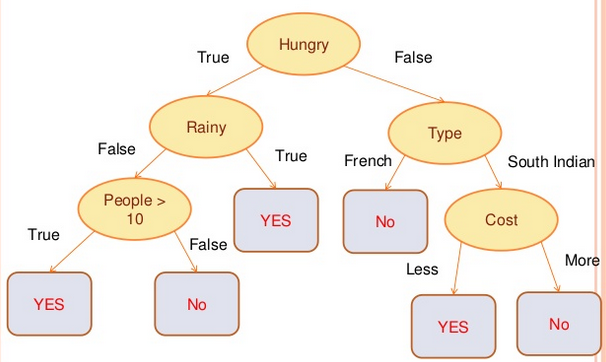 Hungry
True
False
Rainy
Type
False
True
French
South Indian
People >
10
YES
No
Cost
True
False
Less
More
YES
No
YES
No